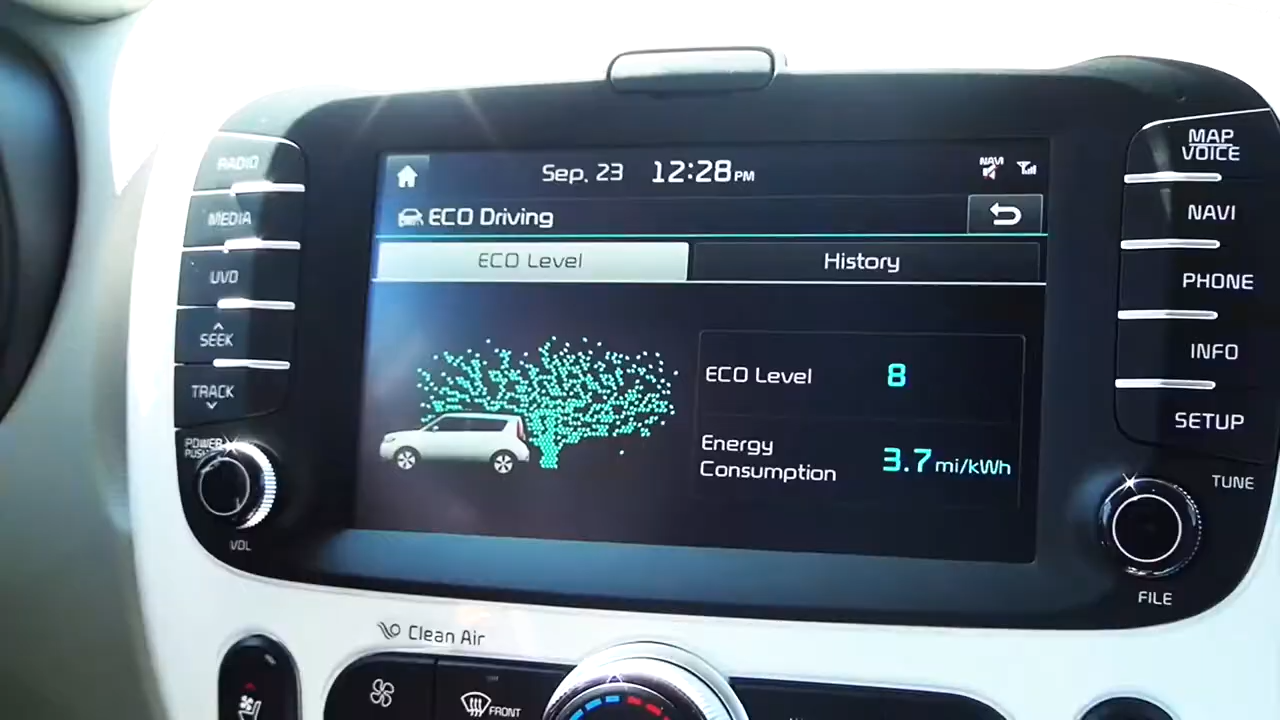 RADIO
MEDIA
UVO
SEEK
TRACK
POWER
PUSH
VOL
Sep. 23 12:28 PM
NAVI
ECO Driving
ECO Level History
ECO Level 8
Energy
Consumption 3.7 mi/kWh
MAP
VOICE
NAVI
PHONE
INFO
SETUP
TUNE
FILE
Clean Air
FRONT